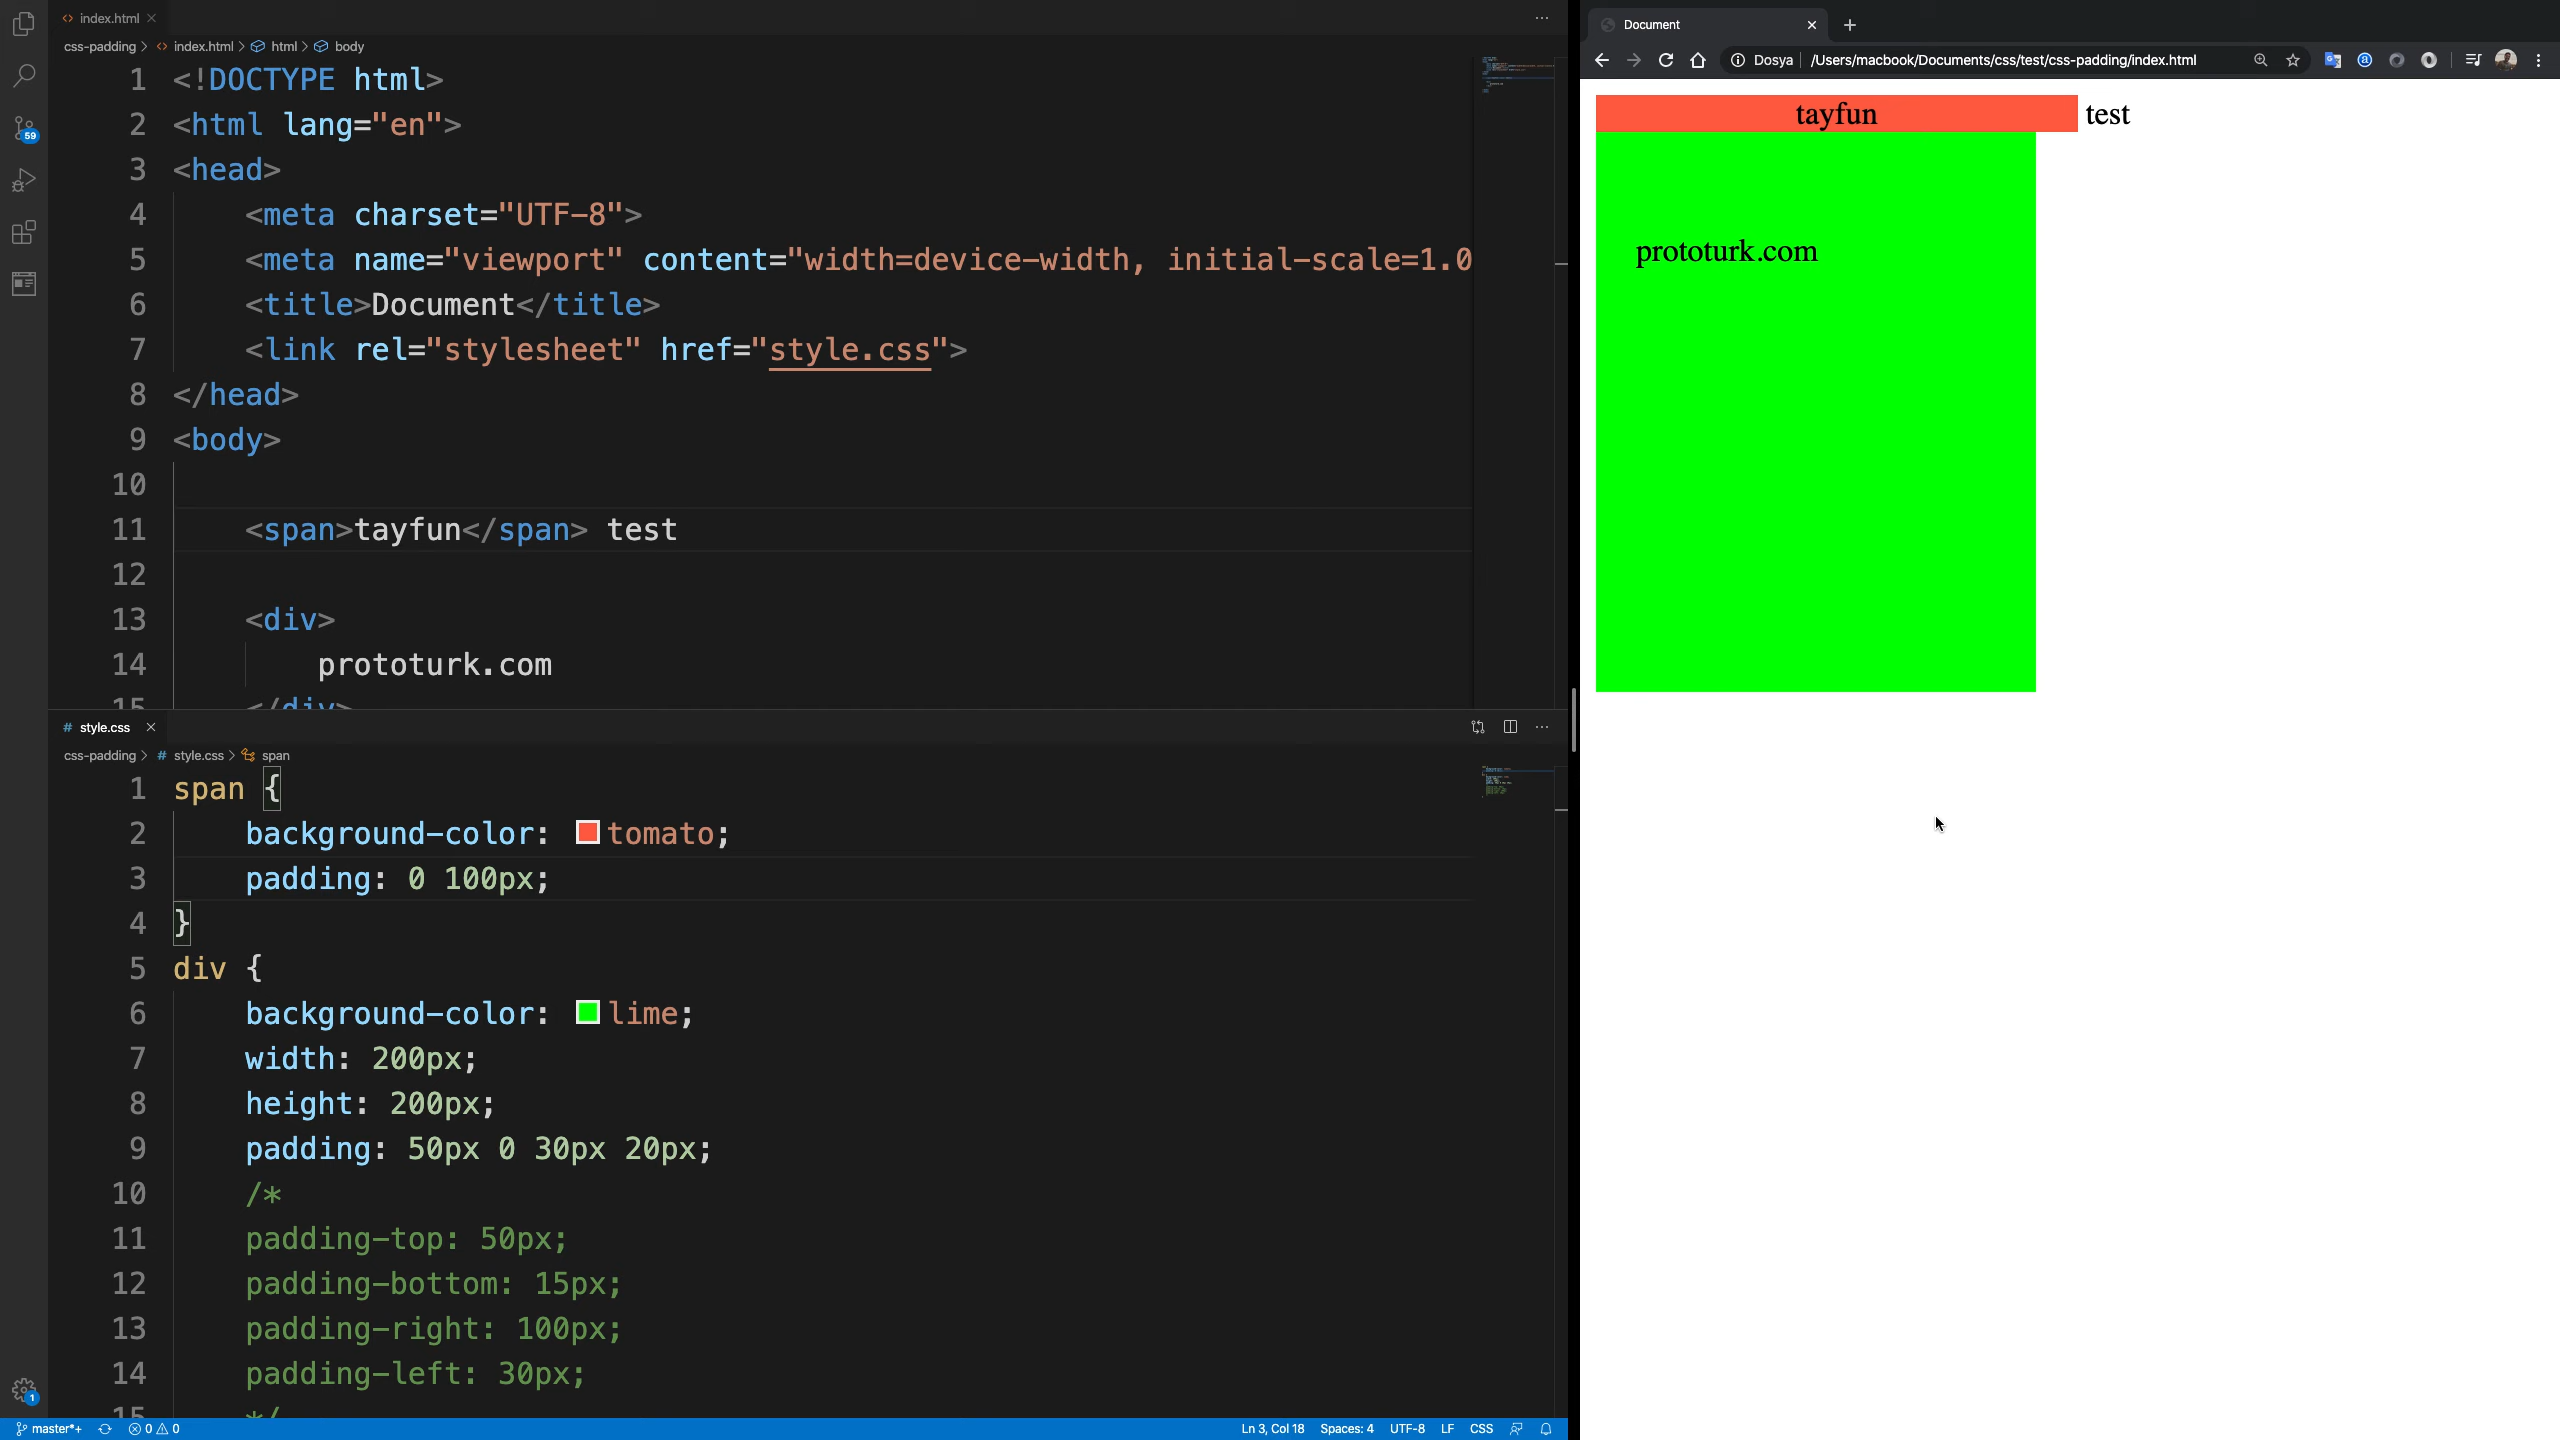 index.html
css-padding > index.html > html > body
1 <!DOCTYPE html>
2 <html lang="en">
3 <head>
4 <meta charset="UTF-8">
5 <meta name="viewport" content="width=device-width, initial-scale=1.0
6 <title>Document</title>
7 <link rel="stylesheet" href="style.css">
8 </head>
9 <body>
10
11 <span>tayfun</span> test
12
13 <div>
14 prototurk.com
15 </div>
59
# style.css
css-padding > # style.css > span
1 span {
2 background-color: tomato;
3 padding: 0 100px;
4 }
5 div {
6 background-color: lime;
7 width: 200px;
8 height: 200px;
9 padding: 50px 0 30px 20px;
10 /*
11 padding-top: 50px;
12 padding-bottom: 15px;
13 padding-right: 100px;
14 padding-left: 30px;
15 */
1
master*+ 0 0 Ln 3, Col 18 Spaces: 4 UTF-8 LF CSS
Document
Dosya /Users/macbook/Documents/css/test/css-padding/index.html
tayfun test
prototurk.com